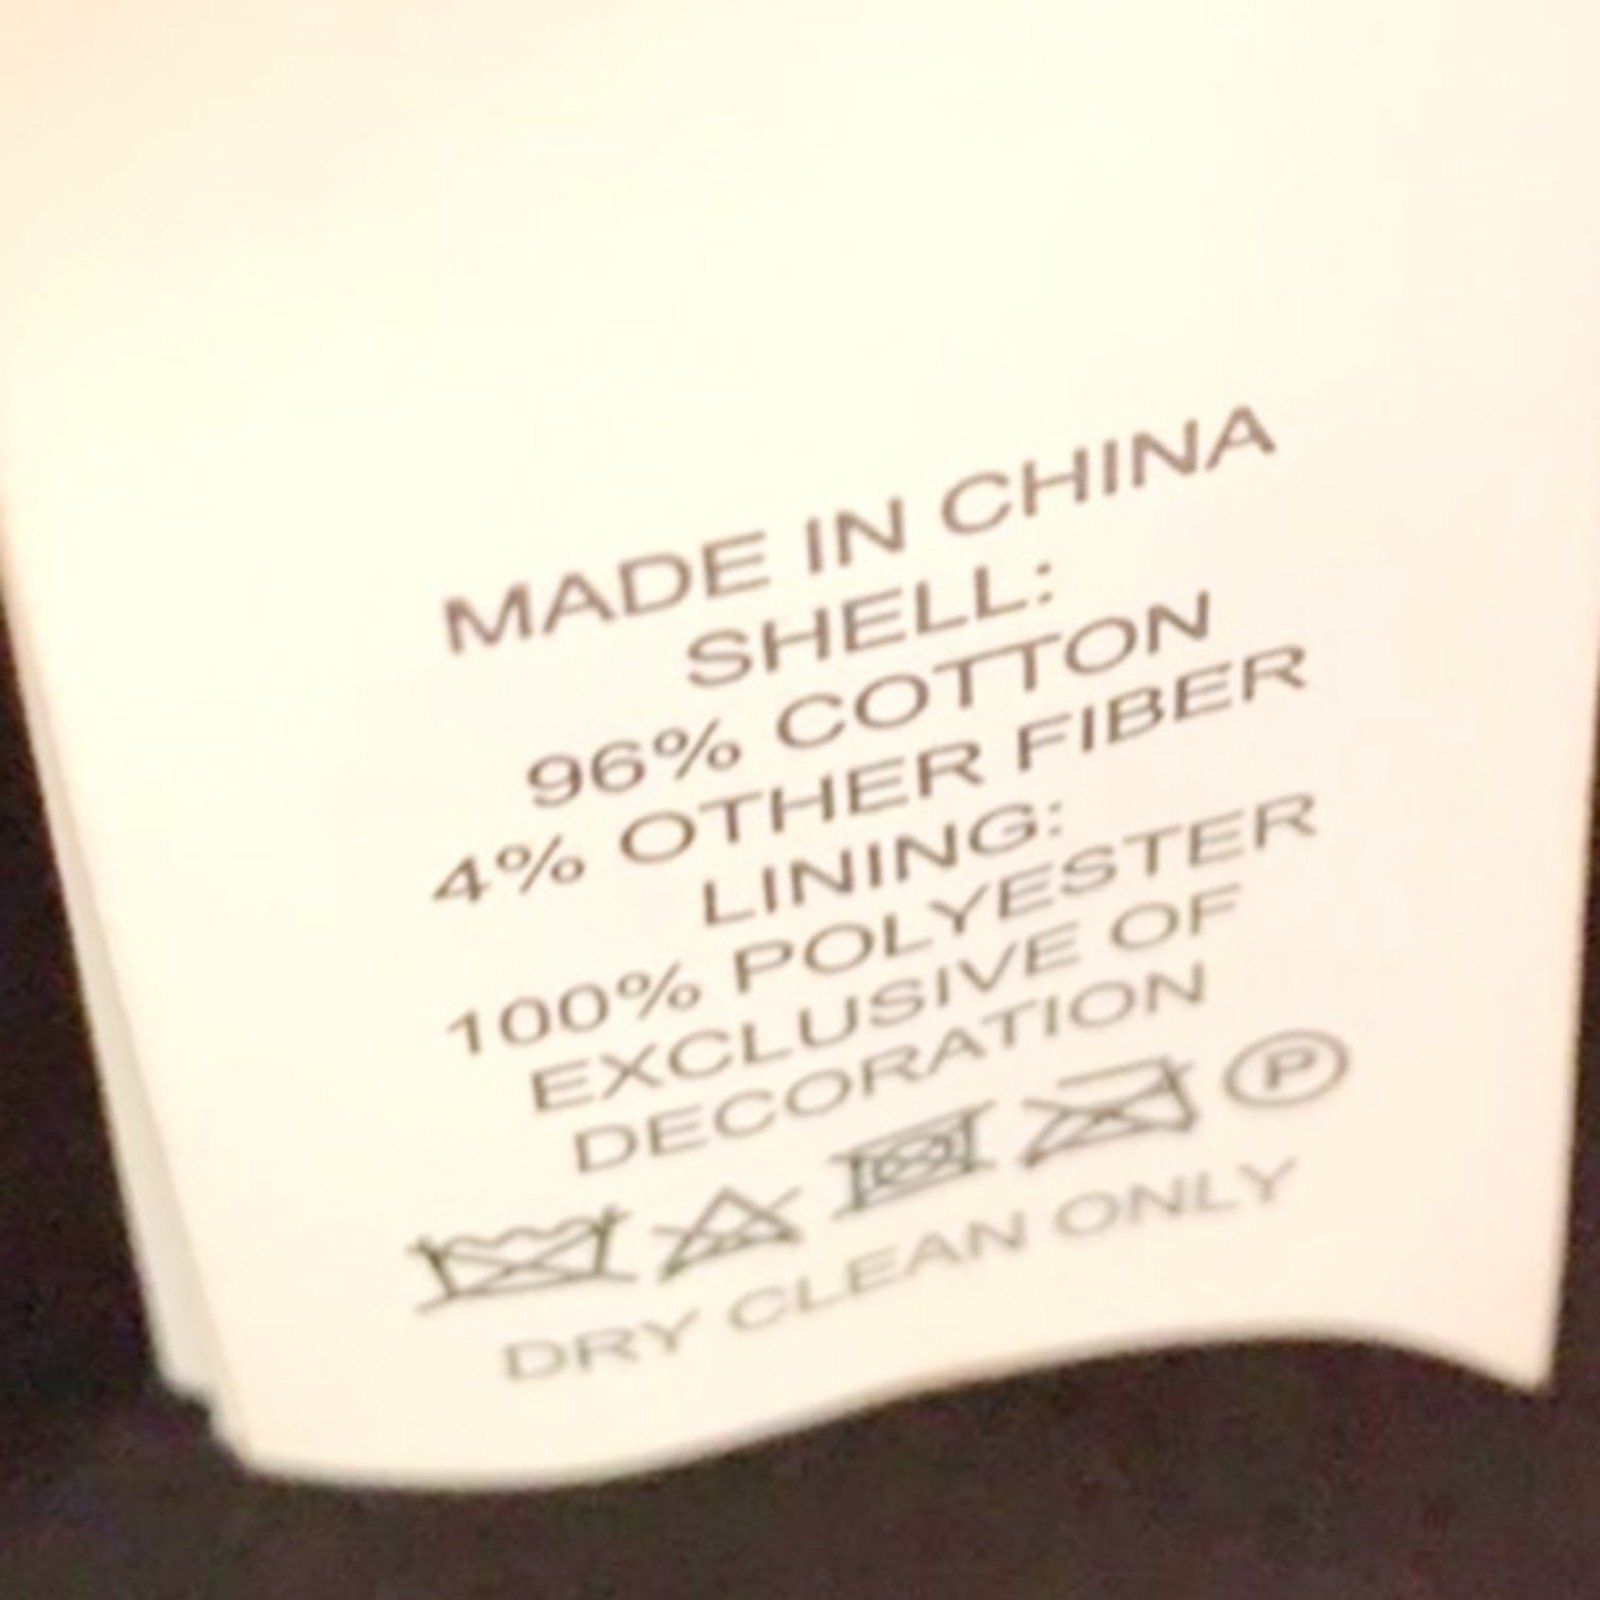 MADE IN CHINA
SHELL:
96% COTTON
4% OTHER FIBER
LINING:
100% POLYESTER
EXCLUSIVE OF
DECORATION
P
DRY CLEAN ONLY